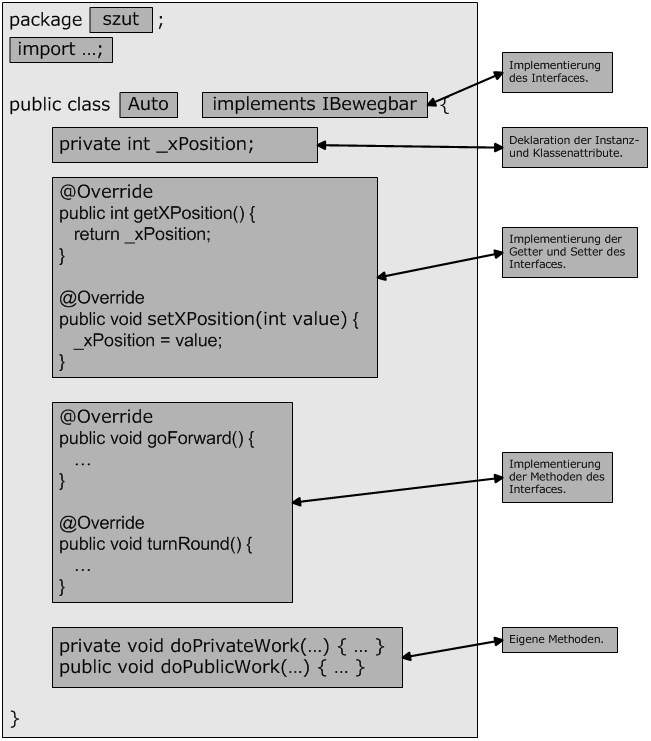 package szut ;
import ...;
public class Auto implements IBewegbar {
private int _xPosition;
@Override
public int getXPosition() {
return _xPosition;
}
@Override
public void setXPosition(int value) {
_xPosition = value;
}
@Override
public void goForward() {
...
}
@Override
public void turnRound() {
...
}
private void doPrivateWork(...) { ... }
public void doPublicWork(...) { ... }
}
Implementierung
des Interfaces.
Deklaration der Instanz-
und Klassenattribute.
Implementierung der
Getter und Setter des
Interfaces.
Implementierung
der Methoden des
Interfaces.
Eigene Methoden.